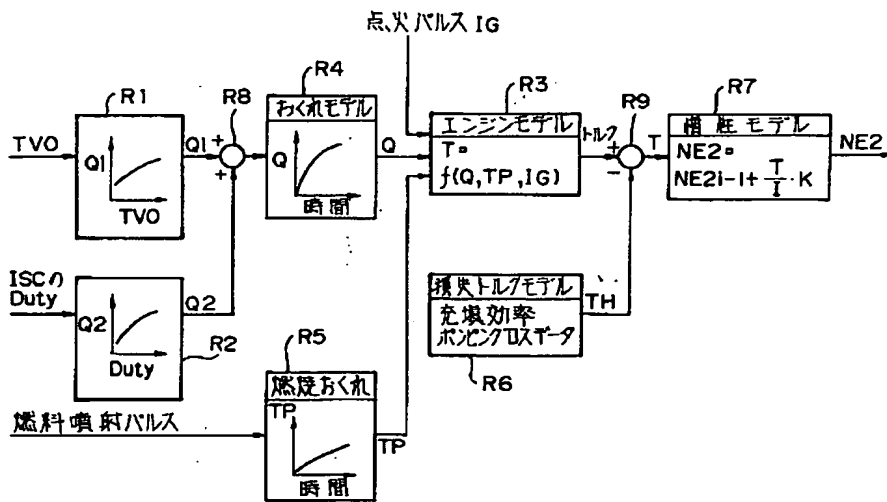 点火パルス IG
R1
R8
R4
R3
R9
R7
おくれモデル
エンジンモデル
トルク
慣性モデル
TVO
Q1
TVO
Q1
+
+
Q
時間
Q
T=
f(Q,TP,IG)
+
-
T
NE2=
NE2i-1+T/I・K
NE2
ISCの
Duty
Q2
Duty
Q2
R2
損失トルクモデル
充填効率
ポンピングロスデータ
TH
R6
R5
燃焼おくれ
TP
時間
TP
燃料噴射パルス